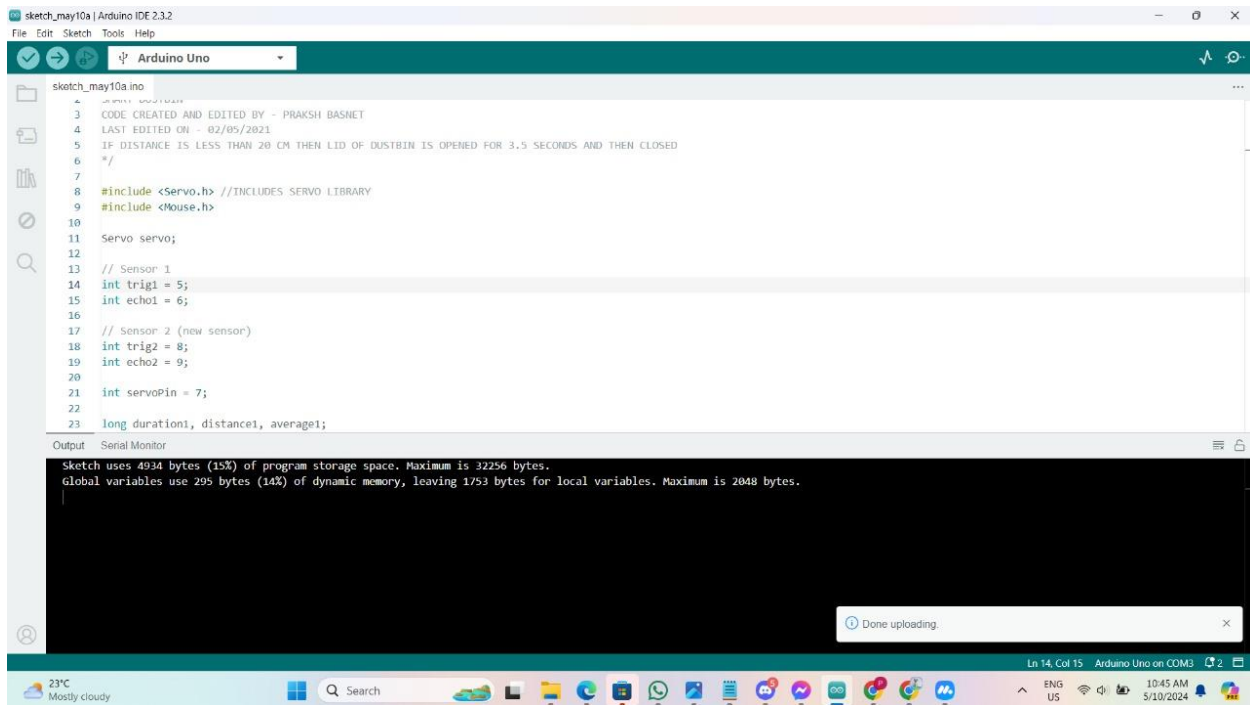 sketch_may10a | Arduino IDE 2.3.2
File Edit Sketch Tools Help
Arduino Uno
sketch_may10a.ino
2 SMART DUSTBIN
3 CODE CREATED AND EDITED BY - PRAKSH BASNET
4 LAST EDITED ON - 02/05/2021
5 IF DISTANCE IS LESS THAN 20 CM THEN LID OF DUSTBIN IS OPENED FOR 3.5 SECONDS AND THEN CLOSED
6 */
7
8 #include <Servo.h> //INCLUDES SERVO LIBRARY
9 #include <Mouse.h>
10
11 Servo servo;
12
13 // Sensor 1
14 int trig1 = 5;
15 int echo1 = 6;
16
17 // Sensor 2 (new sensor)
18 int trig2 = 8;
19 int echo2 = 9;
20
21 int servoPin = 7;
22
23 long duration1, distance1, average1;
Output Serial Monitor
Sketch uses 4934 bytes (15%) of program storage space. Maximum is 32256 bytes.
Global variables use 295 bytes (14%) of dynamic memory, leaving 1753 bytes for local variables. Maximum is 2048 bytes.
Done uploading.
Ln 14, Col 15 Arduino Uno on COM3 2
23°C
Mostly cloudy
Search
ENG
US
10:45 AM
5/10/2024